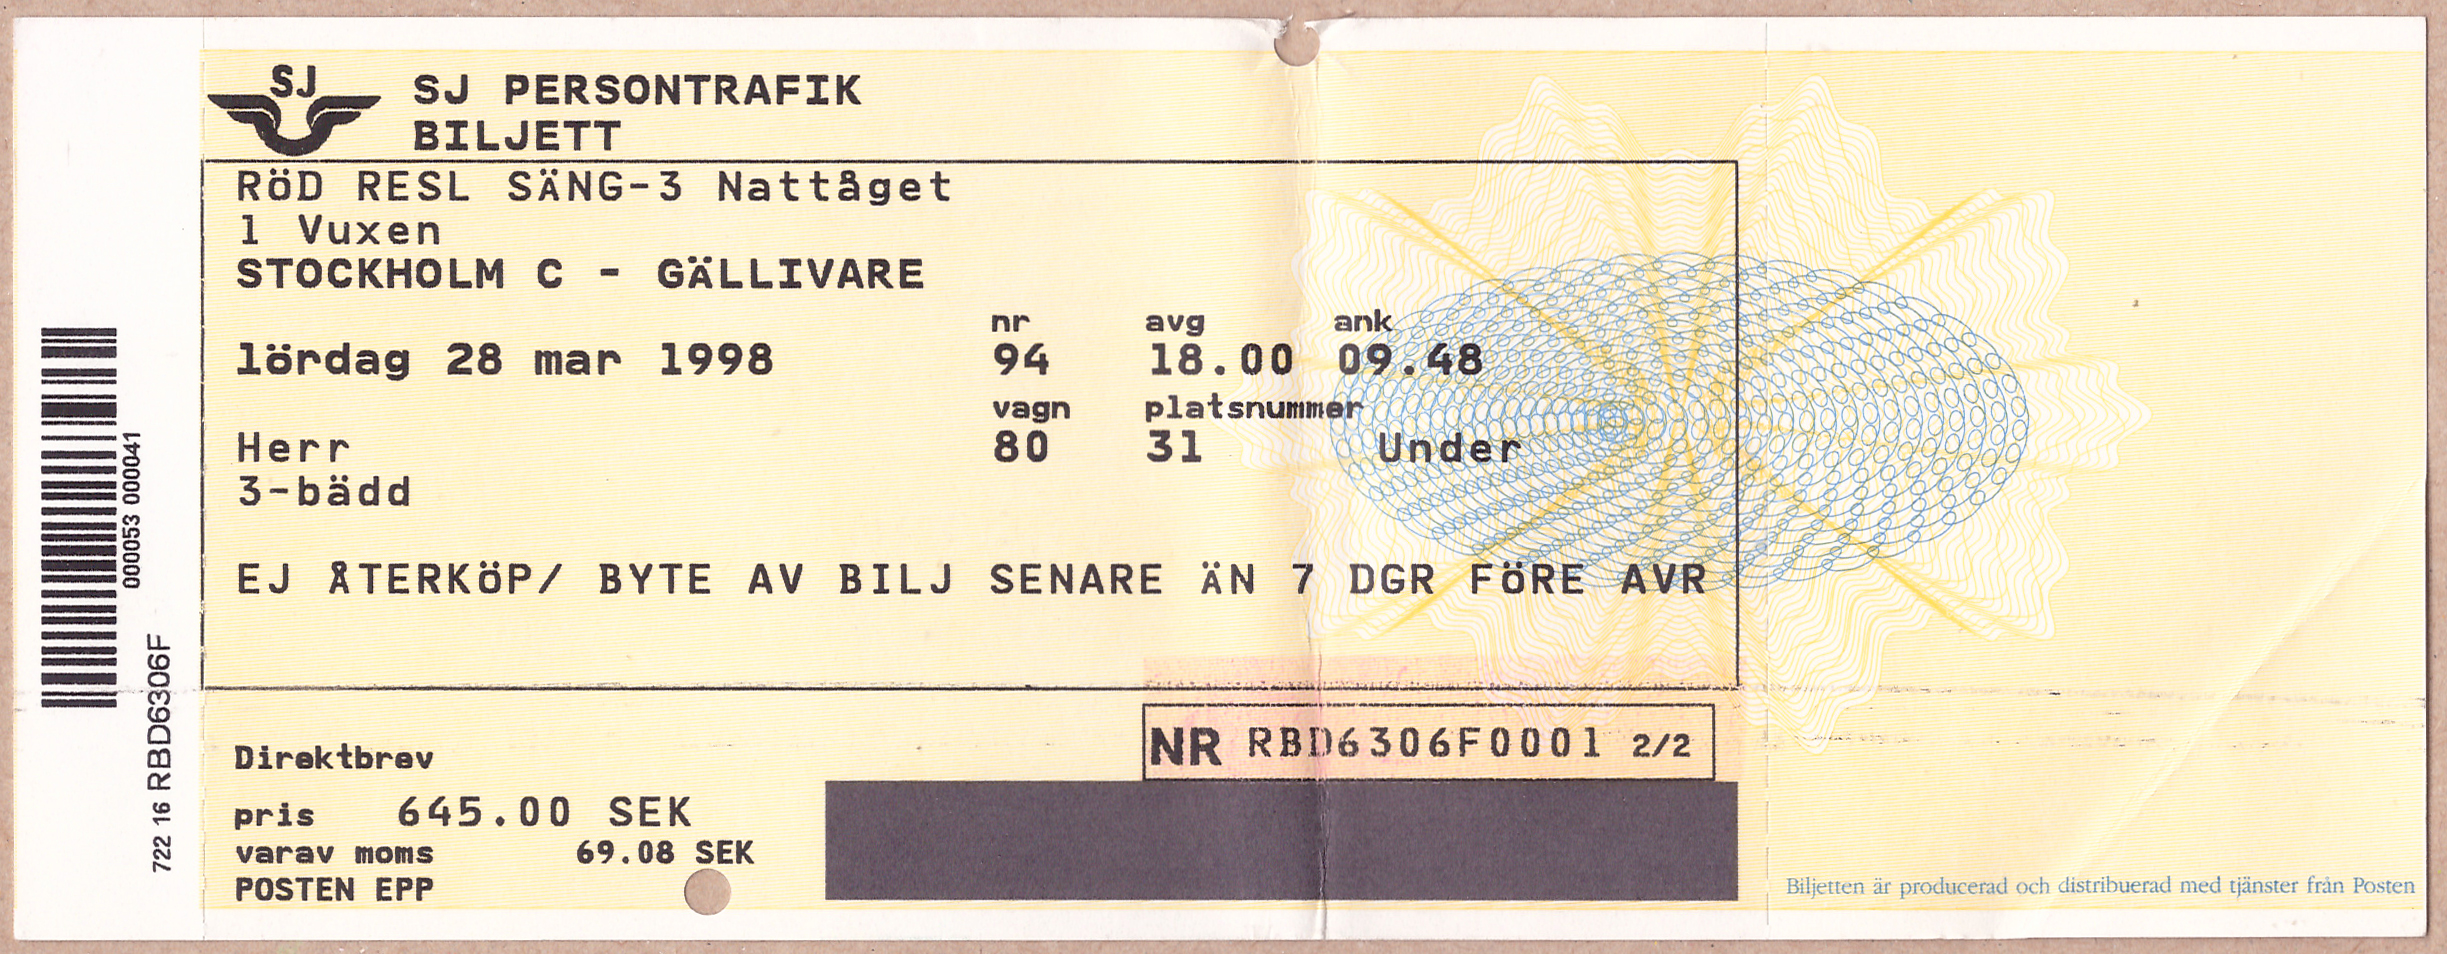 SJ
SJ PERSONTRAFIK
BILJETT
RÖD RESL SÄNG-3 Nattåget
1 Vuxen
STOCKHOLM C - GÄLLIVARE
nr avg ank
lördag 28 mar 1998 94 18.00 09.48
vagn platsnummer
Herr 80 31 Under
3-bädd
EJ ÅTERKÖP/ BYTE AV BILJ SENARE ÄN 7 DGR FÖRE AVR
NR RBD6306F0001 2/2
Direktbrev
pris 645.00 SEK
varav moms 69.08 SEK
POSTEN EPP
Biljetten är producerad och distribuerad med tjänster från Posten
000053 000041
722 16 RBD6306F